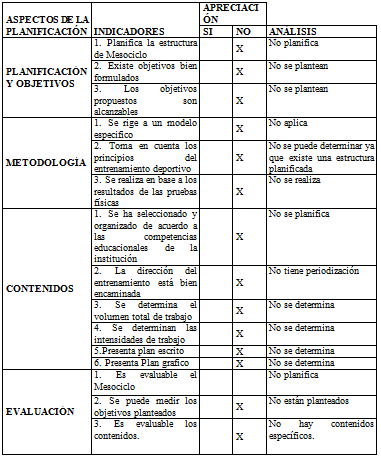 ASPECTOS DE LA PLANIFICACIÓN
INDICADORES
APRECIACI
ÓN
SI
NO
ANÁLISIS
PLANIFICACIÓN
Y OBJETIVOS
1. Planifica la estructura
de Mesociclo
X
No planifica
2. Existe objetivos bien
formulados
X
No se plantean
3. Los objetivos
propuestos son
alcanzables
X
No se plantean
METODOLOGÍA
1. Se rige a un modelo
especifico
X
No aplica
2. Toma en cuenta los
principios del
entrenamiento deportivo
X
No se puede determinar ya
que existe una estructura
planificada
3. Se realiza en base a los
resultados de las pruebas
físicas
X
No se realiza
CONTENIDOS
1. Se ha seleccionado y
organizado de acuerdo a
las competencias
educacionales de la
institución
X
No se planifica
2. La dirección del
entrenamiento está bien
encaminada
X
No tiene periodización
3. Se determina el
volumen total de trabajo
X
No se determina
4. Se determinan las
intensidades de trabajo
X
No se determina
5.Presenta plan escrito
X
No se determina
6. Presenta Plan grafico
X
No se determina
EVALUACIÓN
1. Es evaluable el
Mesociclo
No planifica
2. Se puede medir los
objetivos planteados
X
No están planteados
3. Es evaluable los
contenidos.
X
No hay contenidos
específicos.